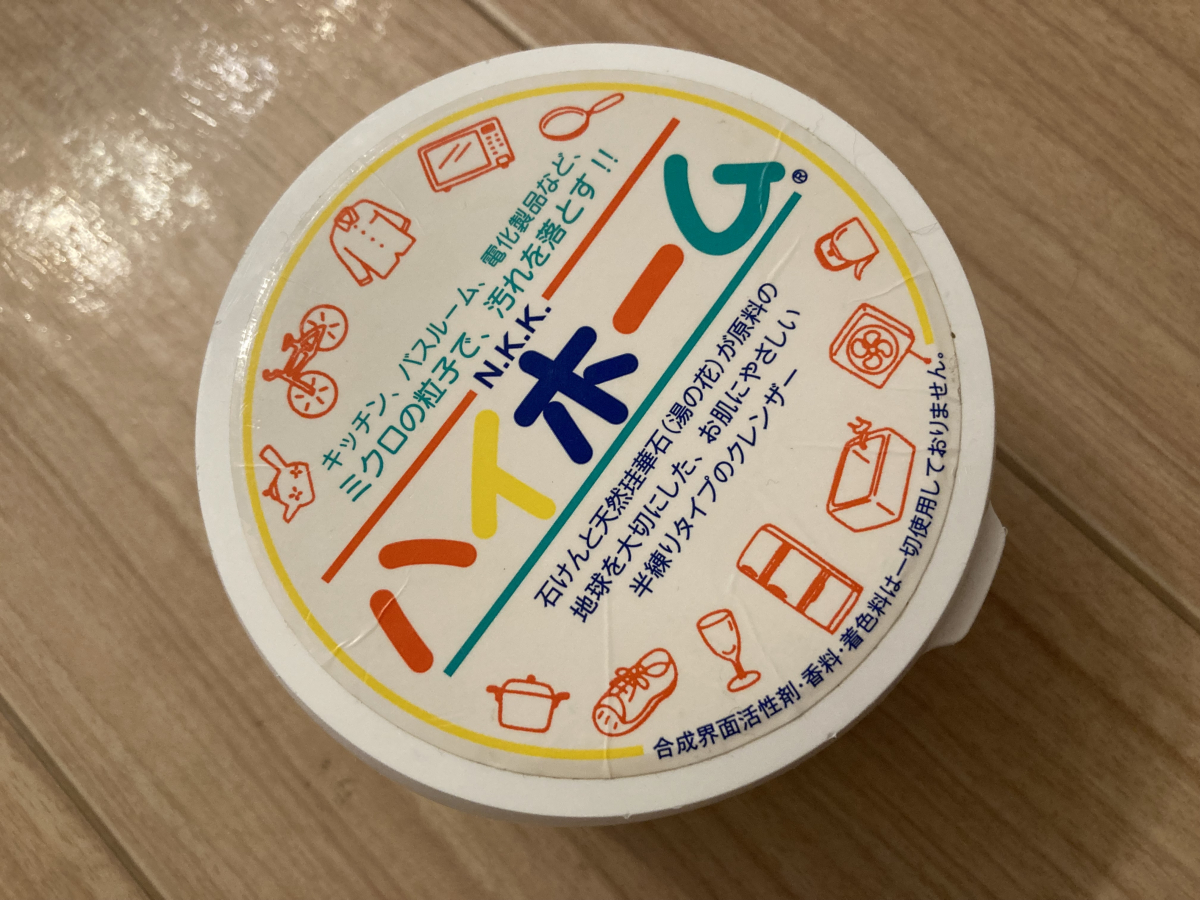 キッチン、バスルーム、電化製品など、
ミクロの粒子で、汚れを落とす!!
N.K.K.
ハイホーム®
石けんと天然珪華石(湯の花)が原料の
地球を大切にした、お肌にやさしい
半練りタイプのクレンザー
合成界面活性剤・香料・着色料は一切使用しておりません。